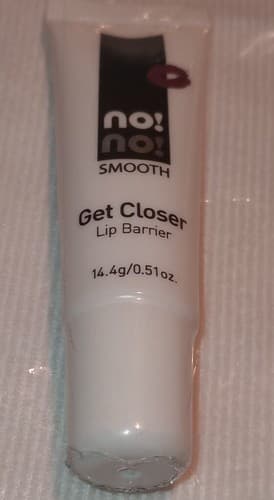 no!
no!
SMOOTH
Get Closer
Lip Barrier
14.4g/0.51oz.